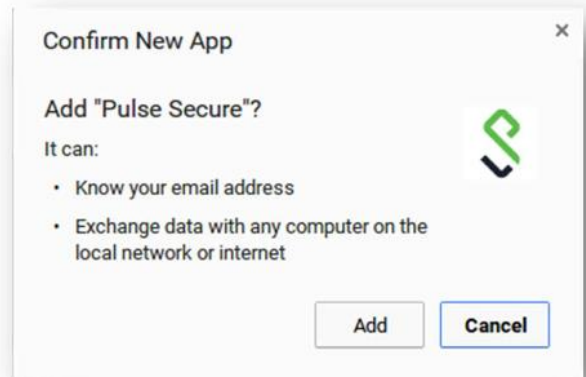 Confirm New App
Add "Pulse Secure"?
It can:
• Know your email address
• Exchange data with any computer on the
local network or internet
Add
Cancel